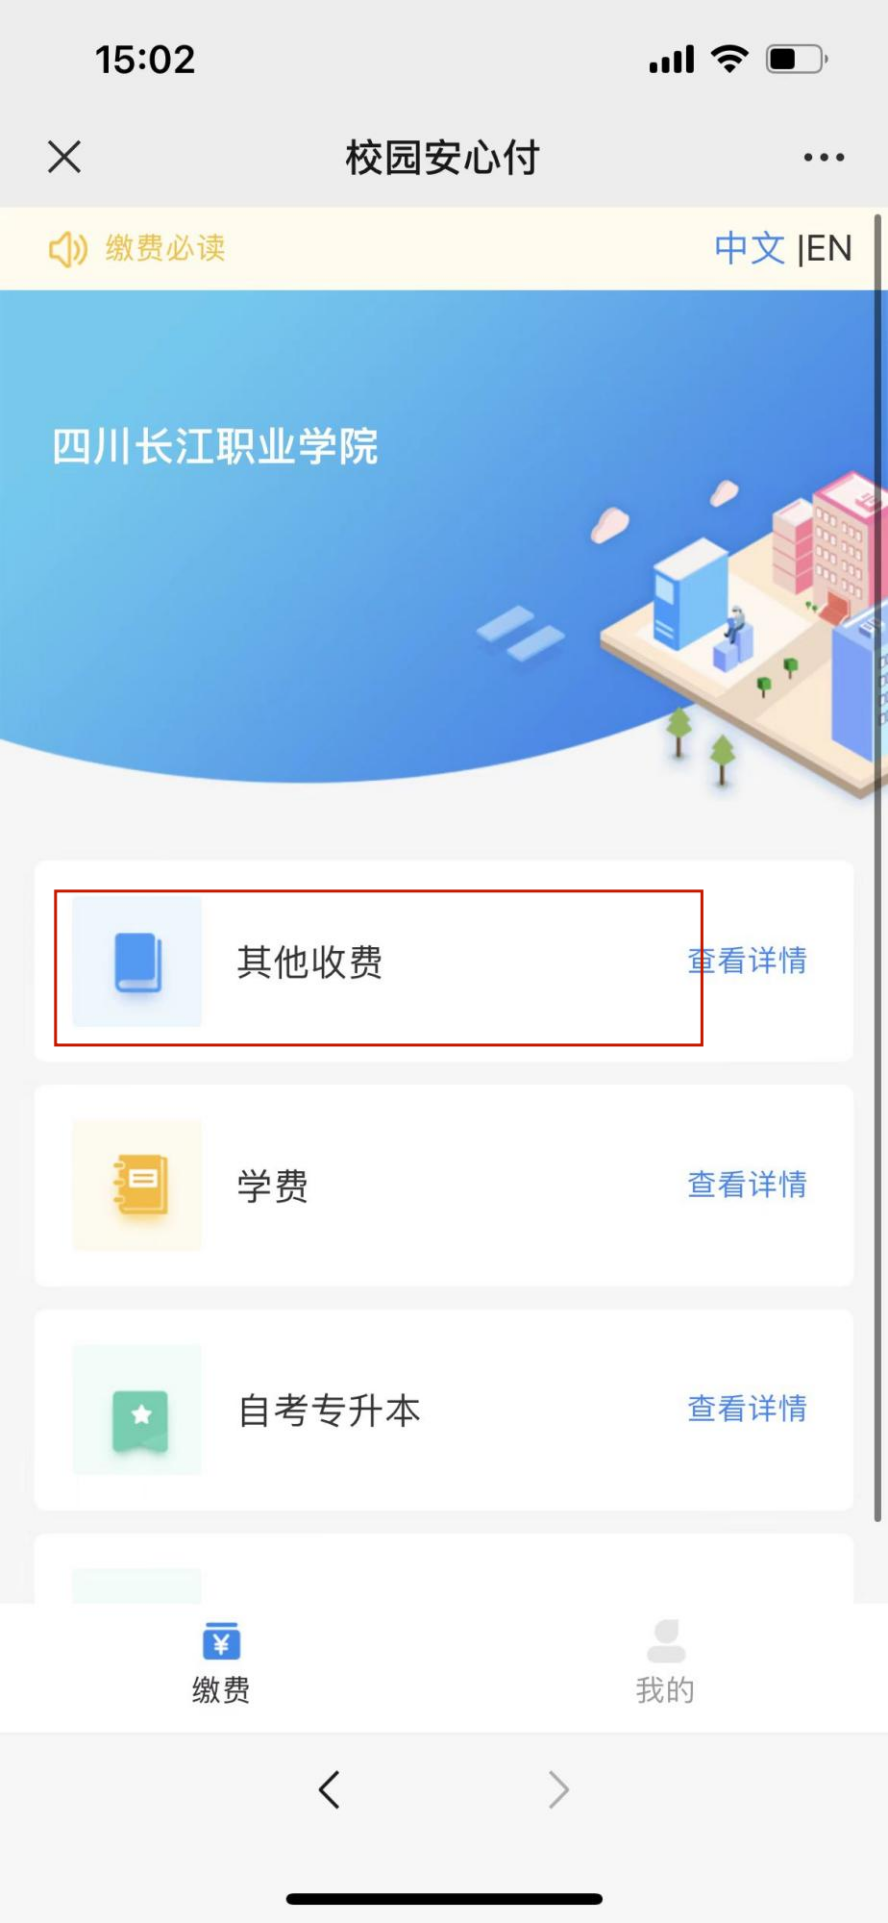 15:02
校园安心付
缴费必读
中文 |EN
四川长江职业学院
其他收费
查看详情
学费
查看详情
自考专升本
查看详情
缴费
我的